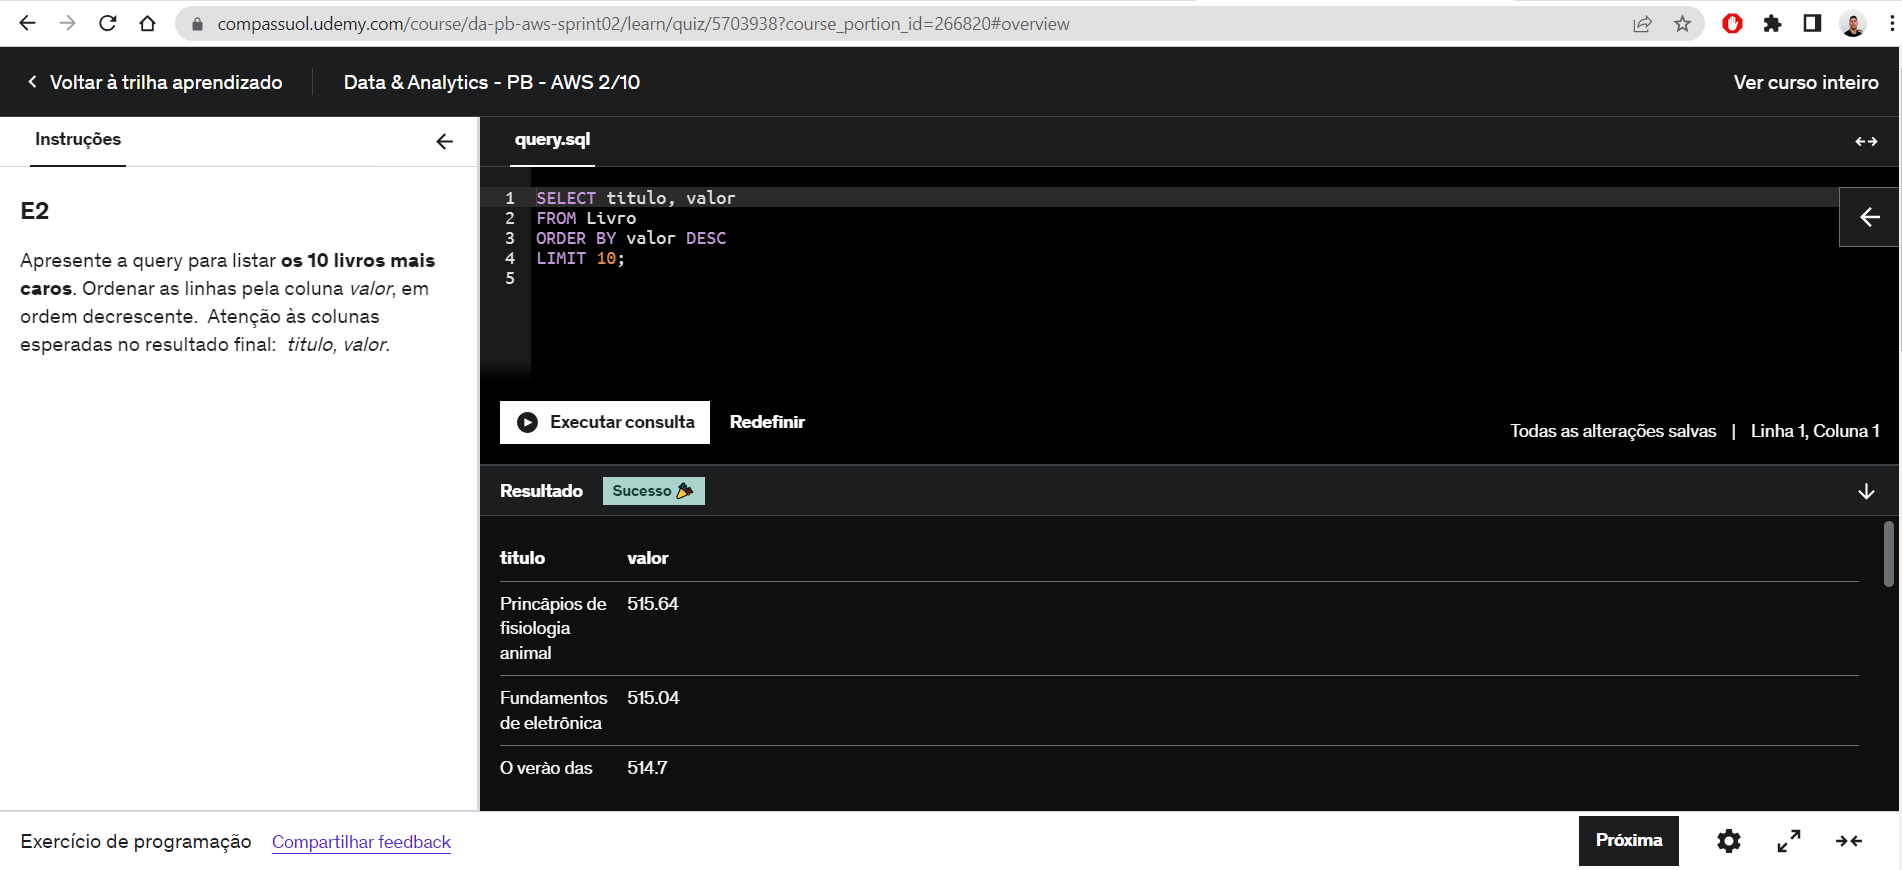 compassuol.udemy.com/course/da-pb-aws-sprint02/learn/quiz/5703938?course_portion_id=266820#overview
Voltar à trilha aprendizado
Data & Analytics - PB - AWS 2/10
Ver curso inteiro
Instruções
E2
Apresente a query para listar os 10 livros mais
caros. Ordenar as linhas pela coluna valor, em
ordem decrescente. Atenção às colunas
esperadas no resultado final: titulo, valor.
query.sql
1 SELECT titulo, valor
2 FROM Livro
3 ORDER BY valor DESC
4 LIMIT 10;
5
Executar consulta
Redefinir
Todas as alterações salvas | Linha 1, Coluna 1
Resultado
Sucesso
titulo valor
Princâpios de 515.64
fisiologia
animal
Fundamentos 515.04
de eletrônica
O verào das 514.7
Exercício de programação
Compartilhar feedback
Próxima